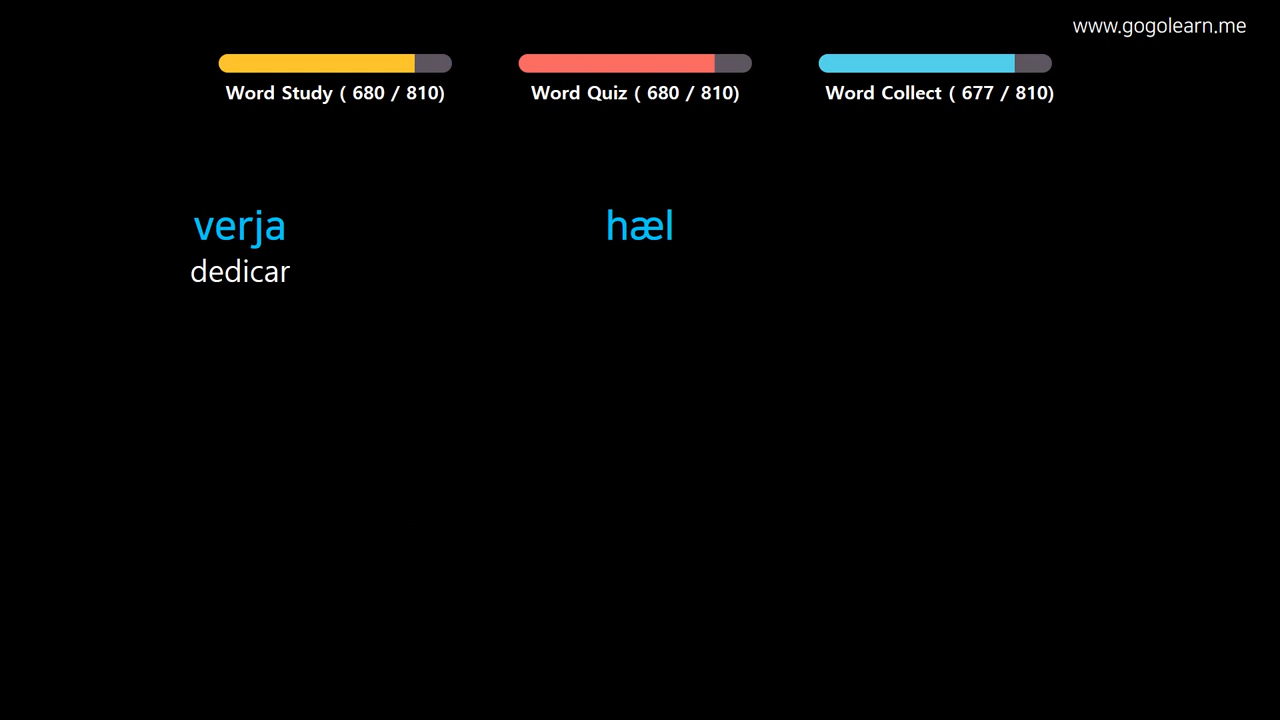 www.gogolearn.me
Word Study ( 680 / 810)
Word Quiz ( 680 / 810)
Word Collect ( 677 / 810)
verja
dedicar
hæl